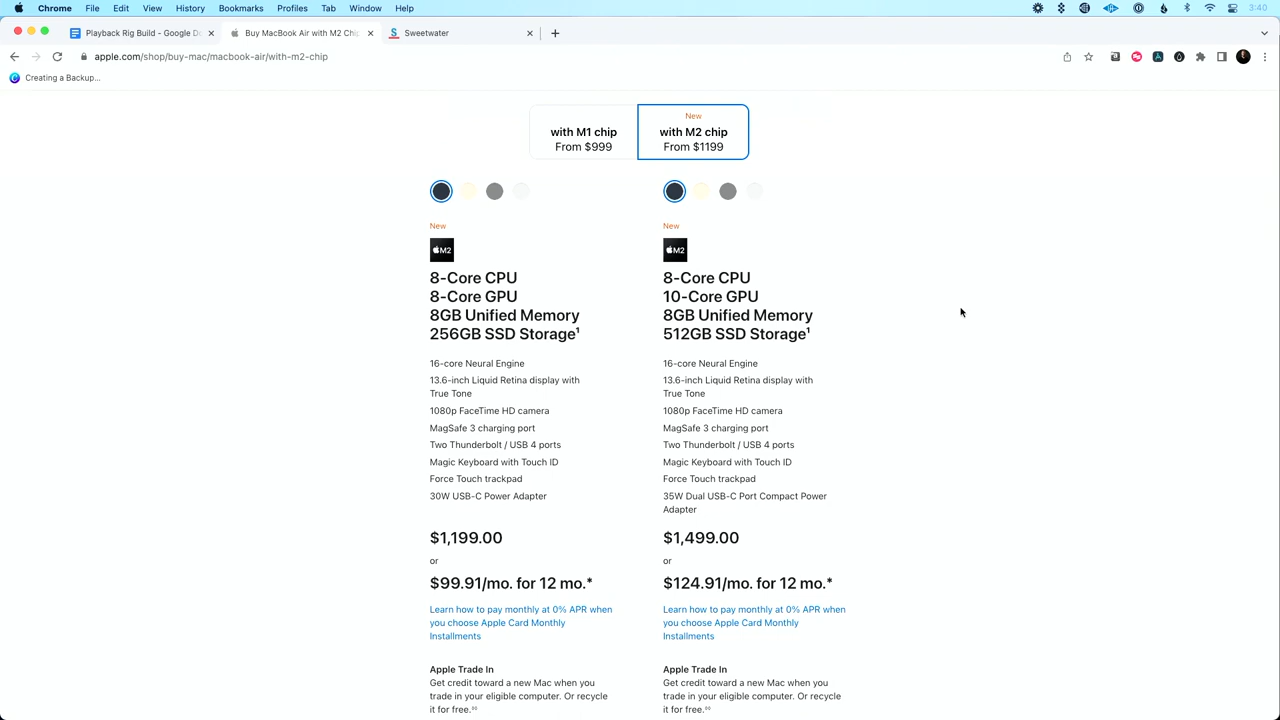 Chrome File Edit View History Bookmarks Profiles Tab Window Help 3:40
Playback Rig Build - Google Do
Buy MacBook Air with M2 Chip
Sweetwater
apple.com/shop/buy-mac/macbook-air/with-m2-chip
Creating a Backup...
with M1 chip
From $999
New
with M2 chip
From $1199
New
M2
8-Core CPU
8-Core GPU
8GB Unified Memory
256GB SSD Storage¹
16-core Neural Engine
13.6-inch Liquid Retina display with
True Tone
1080p FaceTime HD camera
MagSafe 3 charging port
Two Thunderbolt / USB 4 ports
Magic Keyboard with Touch ID
Force Touch trackpad
30W USB-C Power Adapter
$1,199.00
or
$99.91/mo. for 12 mo.*
Learn how to pay monthly at 0% APR when
you choose Apple Card Monthly
Installments
Apple Trade In
Get credit toward a new Mac when you
trade in your eligible computer. Or recycle
it for free.◊◊
New
M2
8-Core CPU
10-Core GPU
8GB Unified Memory
512GB SSD Storage¹
16-core Neural Engine
13.6-inch Liquid Retina display with
True Tone
1080p FaceTime HD camera
MagSafe 3 charging port
Two Thunderbolt / USB 4 ports
Magic Keyboard with Touch ID
Force Touch trackpad
35W Dual USB-C Port Compact Power
Adapter
$1,499.00
or
$124.91/mo. for 12 mo.*
Learn how to pay monthly at 0% APR when
you choose Apple Card Monthly
Installments
Apple Trade In
Get credit toward a new Mac when you
trade in your eligible computer. Or recycle
it for free.◊◊